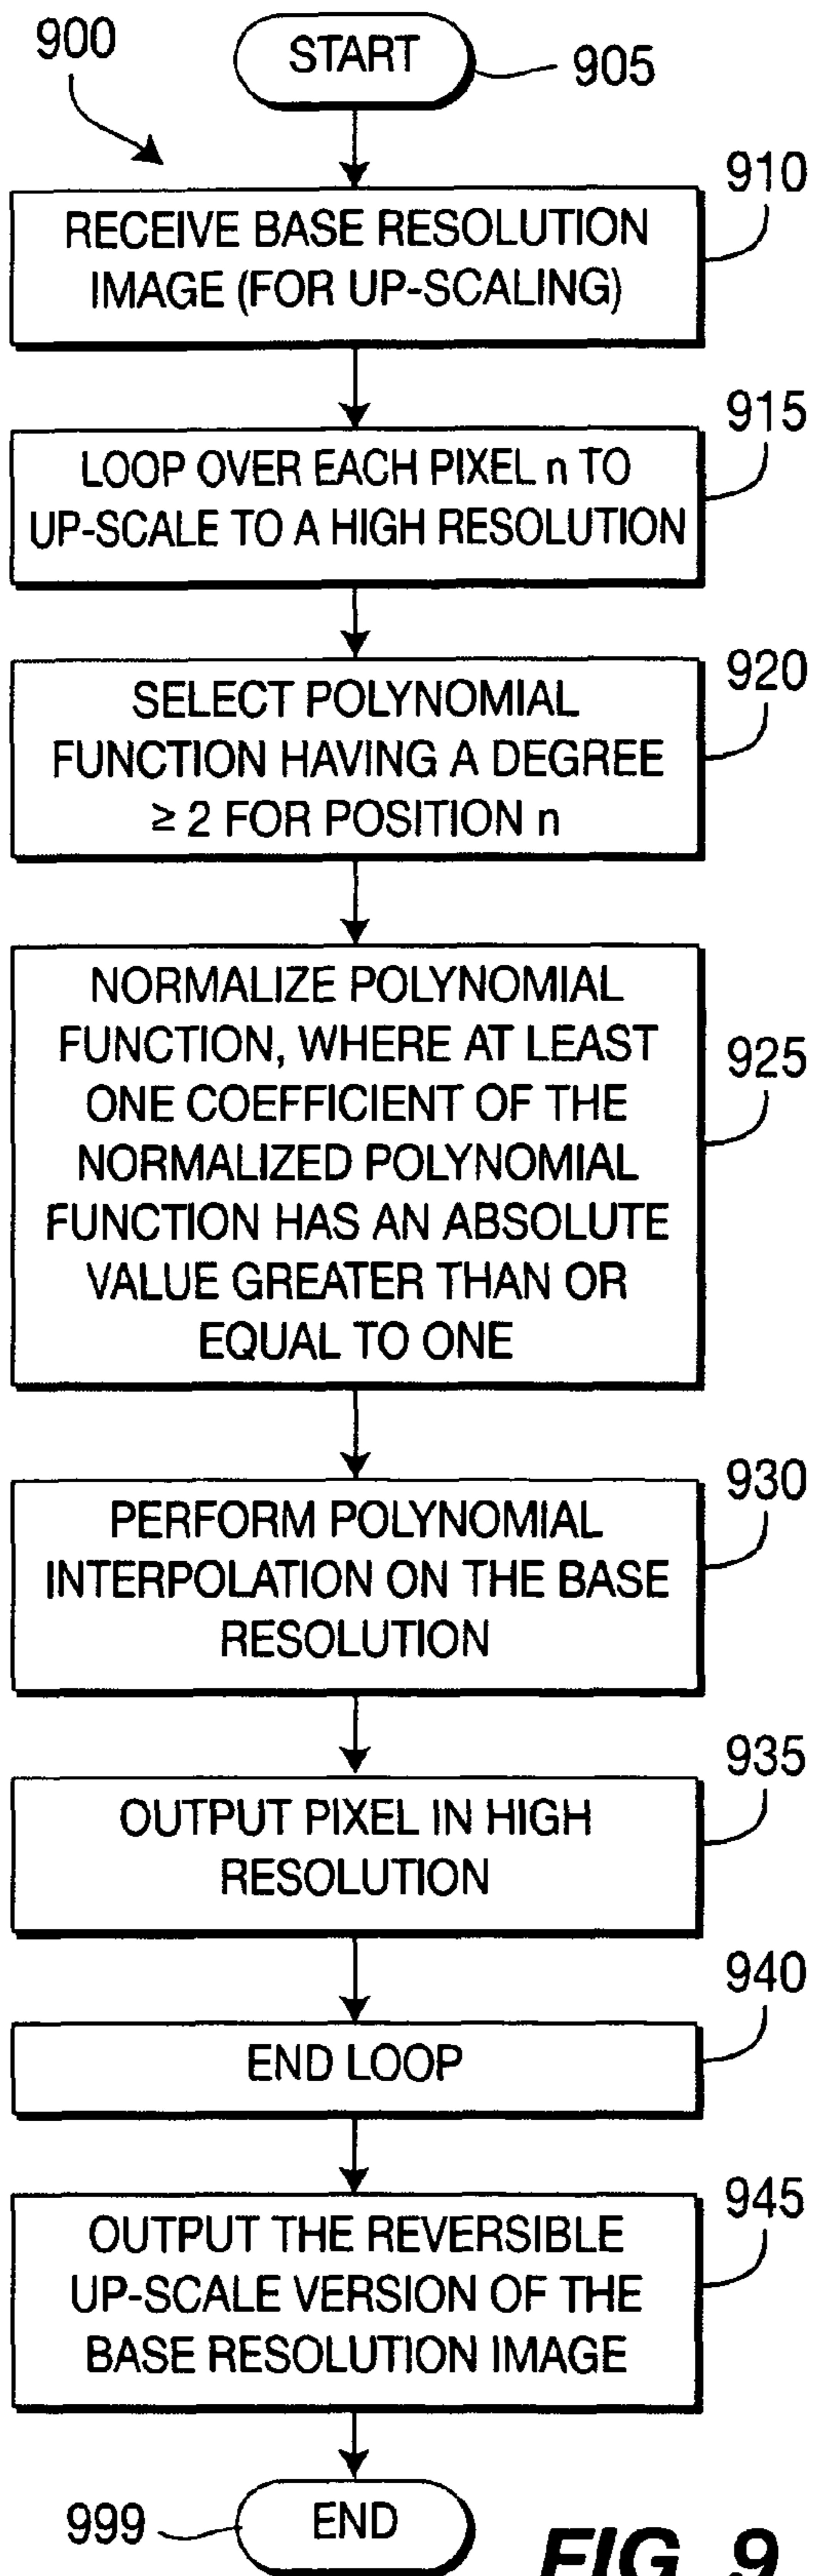 900
START
905
910
RECEIVE BASE RESOLUTION
IMAGE (FOR UP-SCALING)
915
LOOP OVER EACH PIXEL n TO
UP-SCALE TO A HIGH RESOLUTION
920
SELECT POLYNOMIAL
FUNCTION HAVING A DEGREE
≥ 2 FOR POSITION n
925
NORMALIZE POLYNOMIAL
FUNCTION, WHERE AT LEAST
ONE COEFFICIENT OF THE
NORMALIZED POLYNOMIAL
FUNCTION HAS AN ABSOLUTE
VALUE GREATER THAN OR
EQUAL TO ONE
930
PERFORM POLYNOMIAL
INTERPOLATION ON THE BASE
RESOLUTION
935
OUTPUT PIXEL IN HIGH
RESOLUTION
940
END LOOP
945
OUTPUT THE REVERSIBLE
UP-SCALE VERSION OF THE
BASE RESOLUTION IMAGE
999
END
FIG. 9